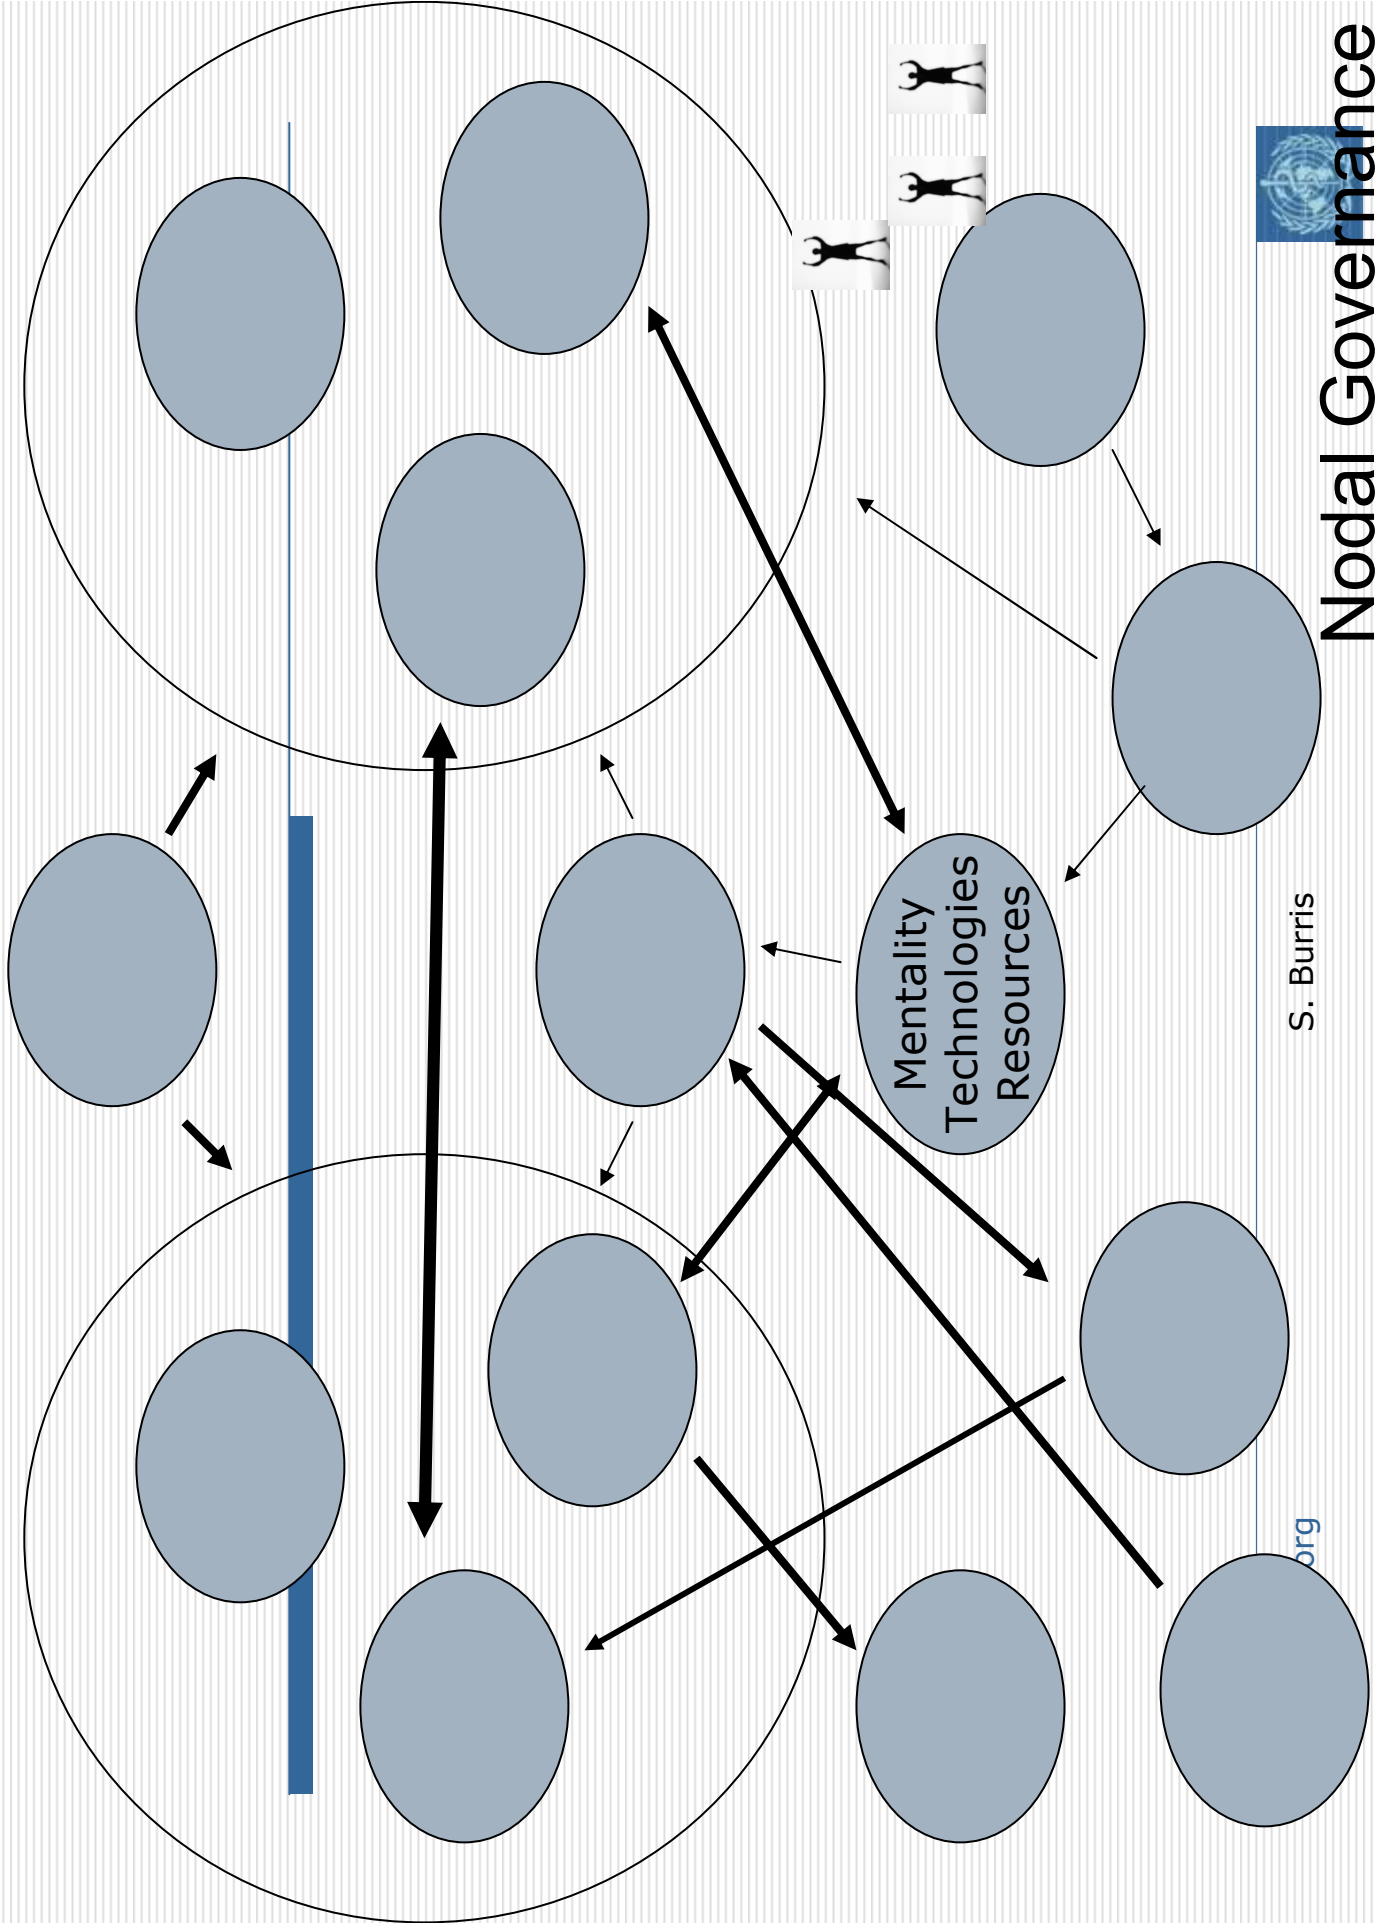 Nodal Governance
Mentality
Technologies
Resources
S. Burris
org